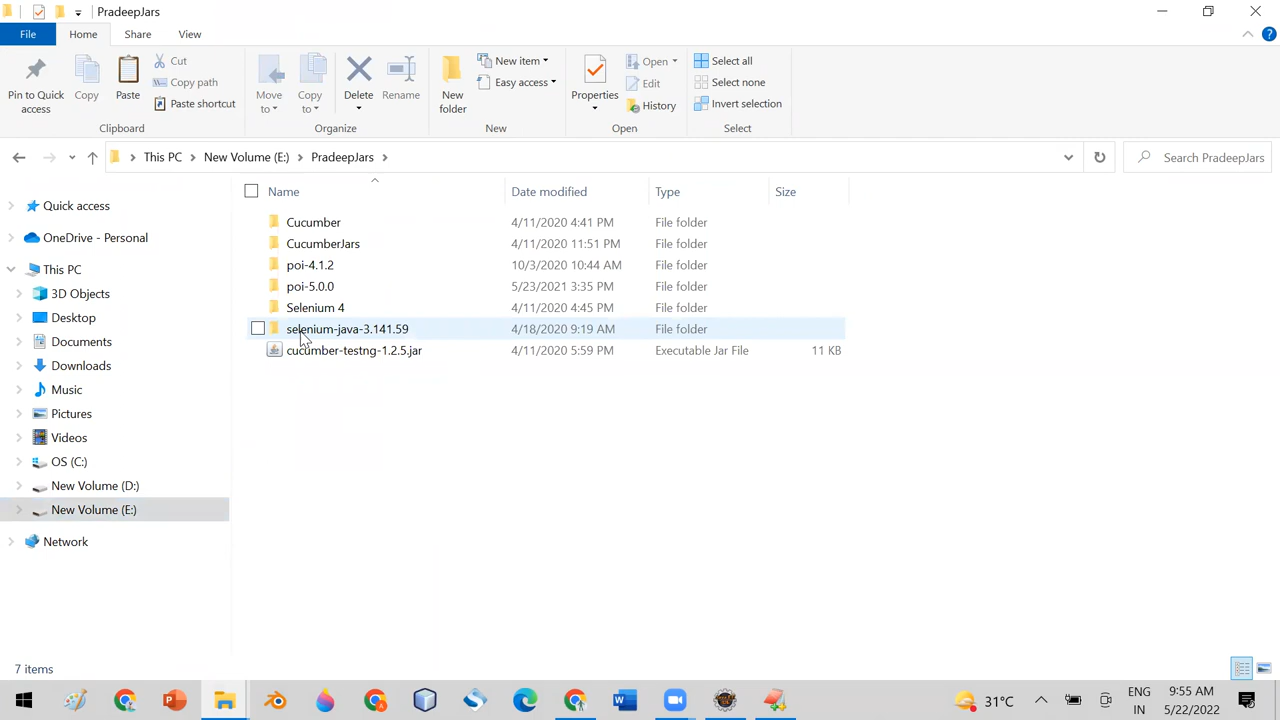 PradeepJars
File Home Share View
Pin to Quick access
Copy
Paste
Cut
Copy path
Paste shortcut
Clipboard
Move to
Copy to
Delete
Rename
Organize
New folder
New item
Easy access
New
Properties
Open
Edit
History
Open
Select all
Select none
Invert selection
Select
This PC New Volume (E:) PradeepJars
Search PradeepJars
Name Date modified Type Size
Cucumber 4/11/2020 4:41 PM File folder
CucumberJars 4/11/2020 11:51 PM File folder
poi-4.1.2 10/3/2020 10:44 AM File folder
poi-5.0.0 5/23/2021 3:35 PM File folder
Selenium 4 4/11/2020 4:45 PM File folder
selenium-java-3.141.59 4/18/2020 9:19 AM File folder
cucumber-testng-1.2.5.jar 4/11/2020 5:59 PM Executable Jar File 11 KB
Quick access
OneDrive - Personal
This PC
3D Objects
Desktop
Documents
Downloads
Music
Pictures
Videos
OS (C:)
New Volume (D:)
New Volume (E:)
Network
7 items
31°C
ENG
IN
9:55 AM
5/22/2022